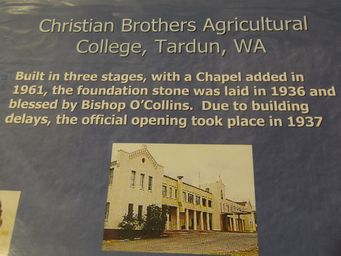 Christian Brothers Agricultural
College, Tardun, WA
Built in three stages, with a Chapel added in
1961, the foundation stone was laid in 1936 and
blessed by Bishop O'Collins.  Due to building
delays, the official opening took place in 1937